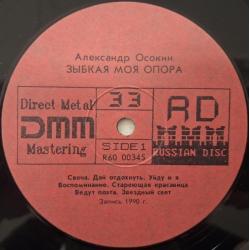 Александр Осокин
ЗЫБКАЯ МОЯ ОПОРА
Direct Metal
DMM
Mastering
33
SIDE 1
R60 00345
RD
RUSSIAN DISC
Свеча. Дай отдохнуть. Уйду и я
Воспоминание. Стареющая красавица
Ведут поэта. Звездный свет
Запись 1990 г.